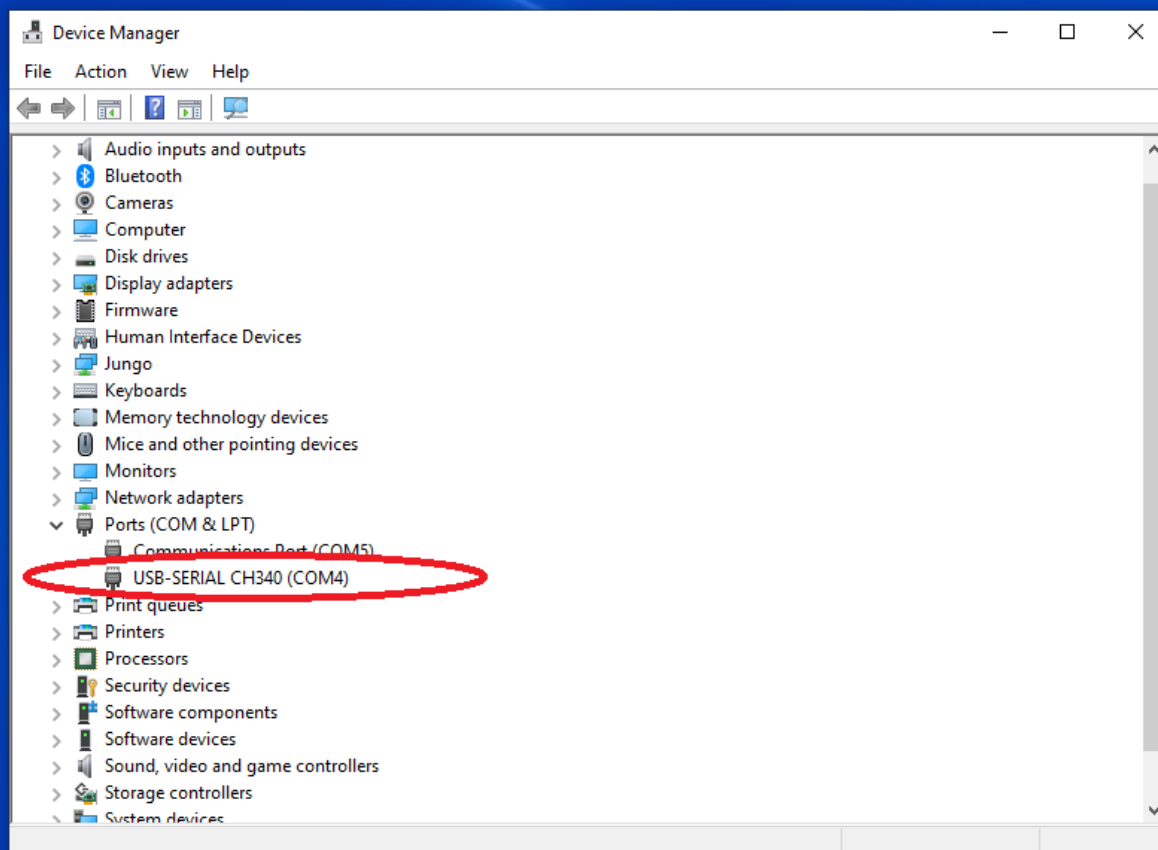 Device Manager
File Action View Help
Audio inputs and outputs
Bluetooth
Cameras
Computer
Disk drives
Display adapters
Firmware
Human Interface Devices
Jungo
Keyboards
Memory technology devices
Mice and other pointing devices
Monitors
Network adapters
Ports (COM & LPT)
Communications Port (COM5)
USB-SERIAL CH340 (COM4)
Print queues
Printers
Processors
Security devices
Software components
Software devices
Sound, video and game controllers
Storage controllers
System devices